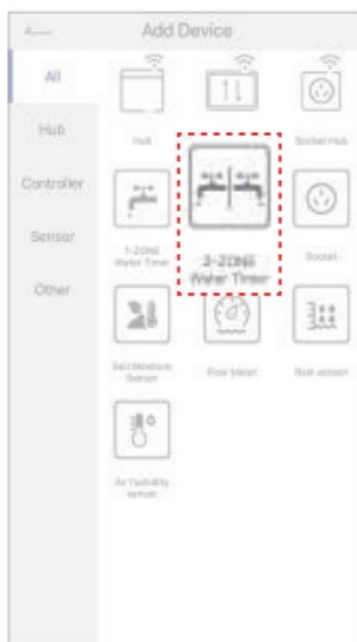 Add Device
All
Hub
Controller
Sensor
Other
Hub
Socket Hub
1-ZONE
Water Timer
2-ZONE
Water Timer
Socket
Soil Moisture
Sensor
Flow Meter
Rain sensor
Air humidity
sensor